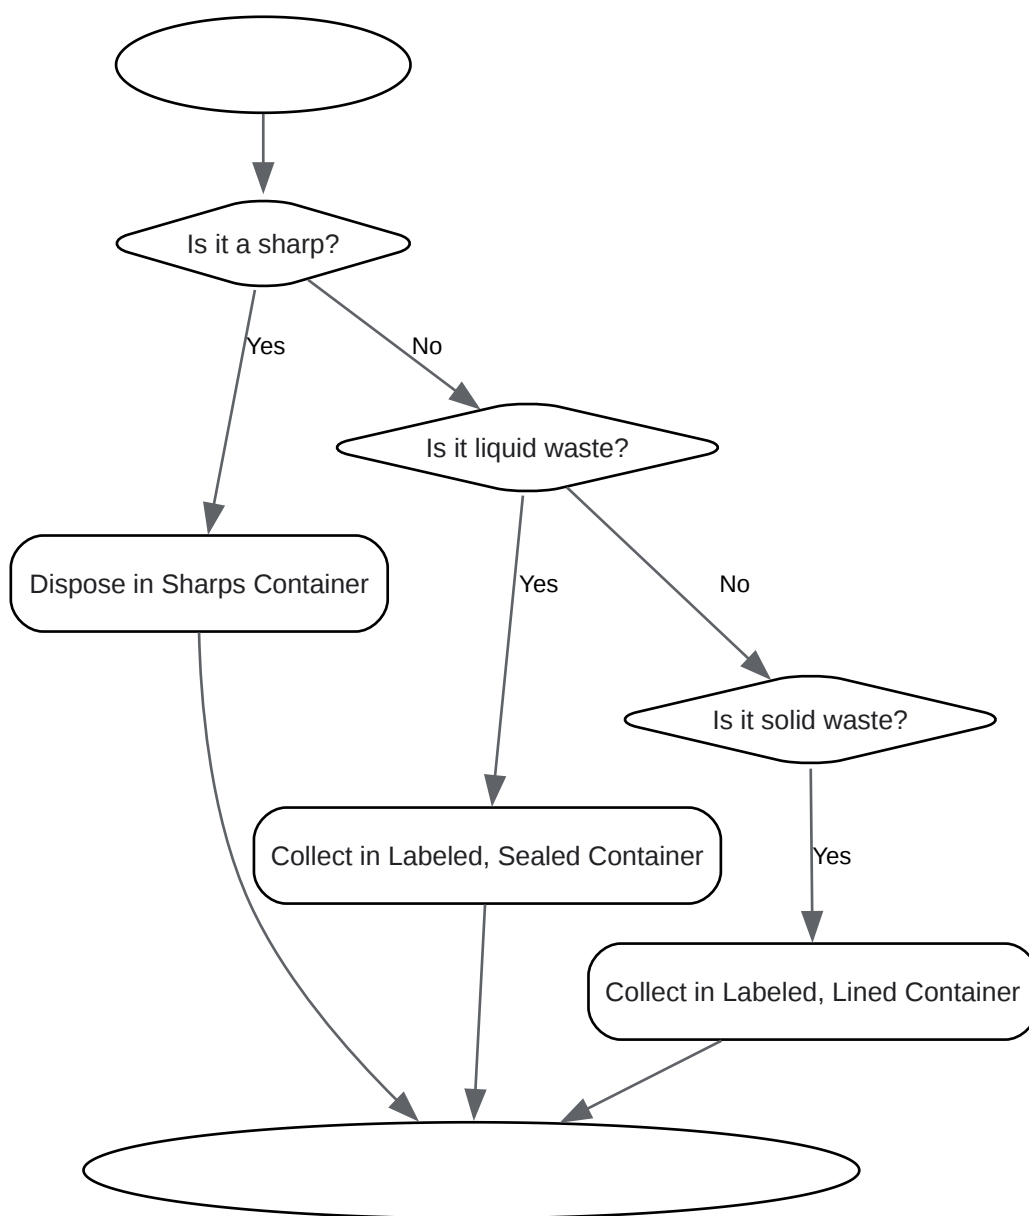 Is it a sharp?
Yes
No
Is it liquid waste?
Dispose in Sharps Container
Yes
No
Is it solid waste?
Collect in Labeled, Sealed Container
Yes
Collect in Labeled, Lined Container